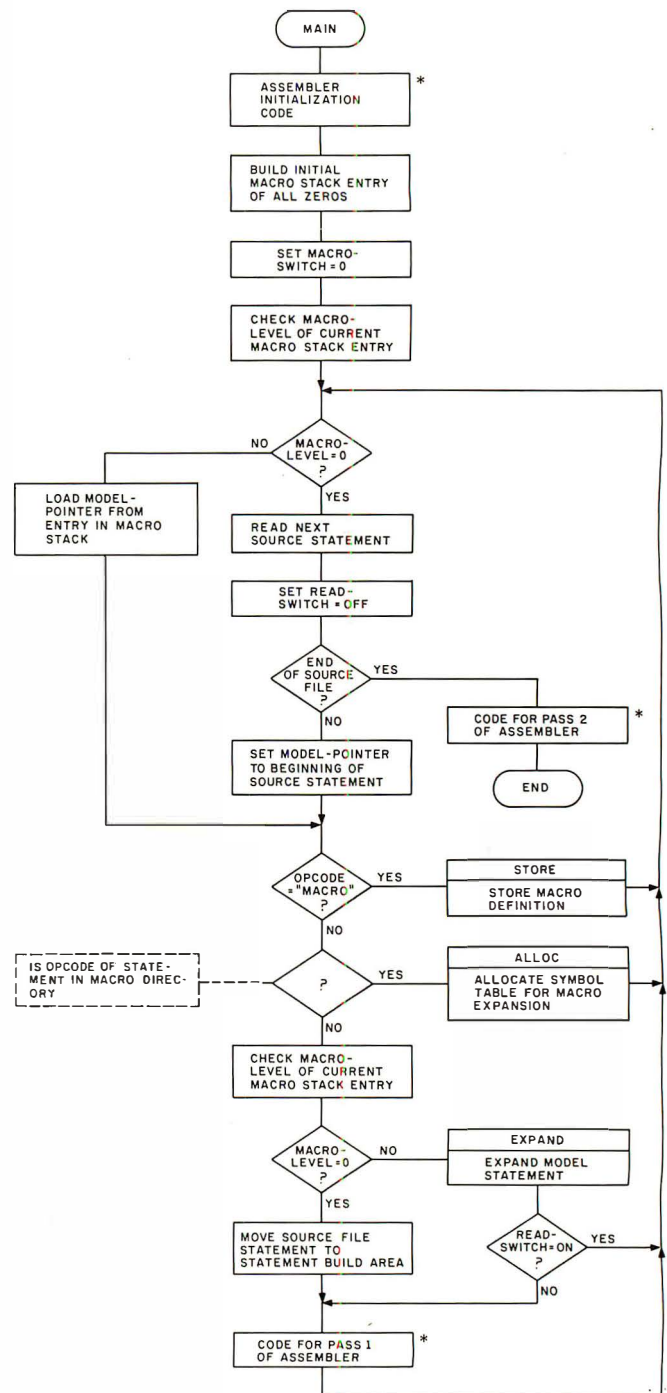 MAIN
ASSEMBLER
INITIALIZATION
CODE
*
BUILD INITIAL
MACRO STACK ENTRY
OF ALL ZEROS
SET MACRO-
SWITCH = 0
CHECK MACRO-
LEVEL OF CURRENT
MACRO STACK ENTRY
MACRO-
LEVEL=0
?
NO
YES
LOAD MODEL-
POINTER FROM
ENTRY IN MACRO
STACK
READ NEXT
SOURCE STATEMENT
SET READ-
SWITCH = OFF
END
OF SOURCE
FILE
?
YES
NO
CODE FOR PASS 2
OF ASSEMBLER
*
END
SET MODEL-POINTER
TO BEGINNING OF
SOURCE STATEMENT
OPCODE
="MACRO"
?
YES
NO
STORE
STORE MACRO
DEFINITION
IS OPCODE OF STATE-
MENT IN MACRO DIREC-
ORY
?
YES
NO
ALLOC
ALLOCATE SYMBOL
TABLE FOR MACRO
EXPANSION
CHECK MACRO-
LEVEL OF CURRENT
MACRO STACK ENTRY
MACRO-
LEVEL=0
?
NO
YES
EXPAND
EXPAND MODEL
STATEMENT
MOVE SOURCE FILE
STATEMENT TO
STATEMENT BUILD AREA
READ-
SWITCH=ON
?
YES
NO
CODE FOR PASS 1
OF ASSEMBLER
*